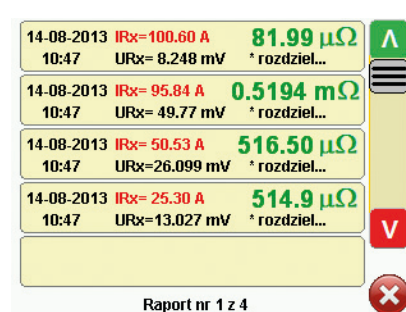 14-08-2013 IRx=100.60 A 81.99 µΩ
10:47 URx= 8.248 mV * rozdziel...
14-08-2013 IRx= 95.84 A 0.5194 mΩ
10:47 URx= 49.77 mV * rozdziel...
14-08-2013 IRx= 50.53 A 516.50 µΩ
10:47 URx=26.099 mV * rozdziel...
14-08-2013 IRx= 25.30 A 514.9 µΩ
10:47 URx=13.027 mV * rozdziel...
Raport nr 1 z 4